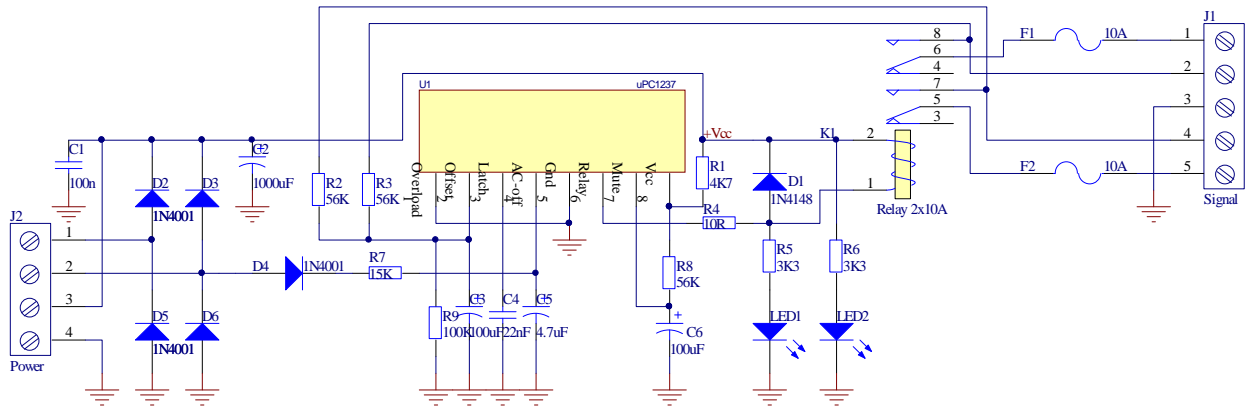 J1
8
F1
10A
1
6
4
2
7
U1
uPC1237
5
3
3
+Vcc
K1
2
4
C1
C2
100n
1000uF
Overload
Offset
Latch
AC-off
Gnd
Relay
Mute
Vcc
R1
4K7
F2
10A
5
D2
D3
R2
56K
R3
56K
1
2
3
4
5
6
7
8
D1
1N4148
1
Relay 2x10A
Signal
1N4001
R4
10R
J2
1
R5
3K3
R6
3K3
2
D4
1N4001
R7
15K
R8
56K
3
D5
D6
R9
100K
C3
100uF
C4
22nF
C5
4.7uF
C6
100uF
LED1
LED2
4
1N4001
Power
+